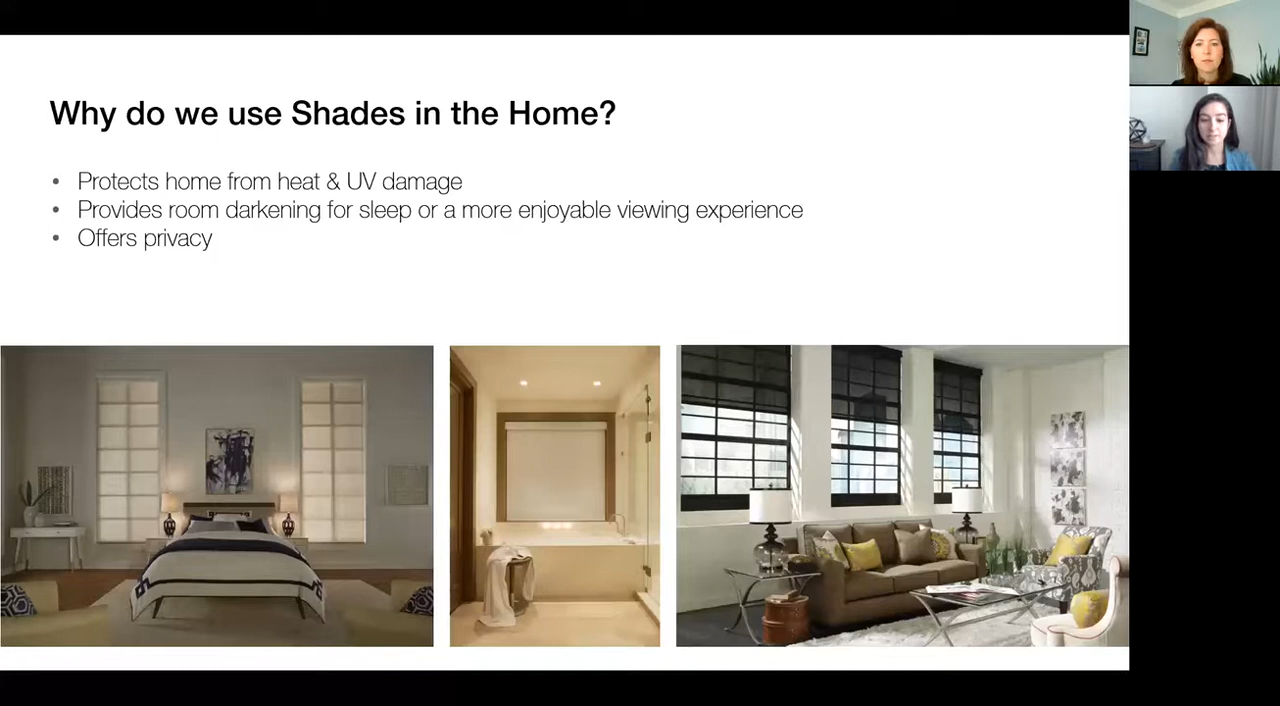 Why do we use Shades in the Home?
• Protects home from heat & UV damage
• Provides room darkening for sleep or a more enjoyable viewing experience
• Offers privacy